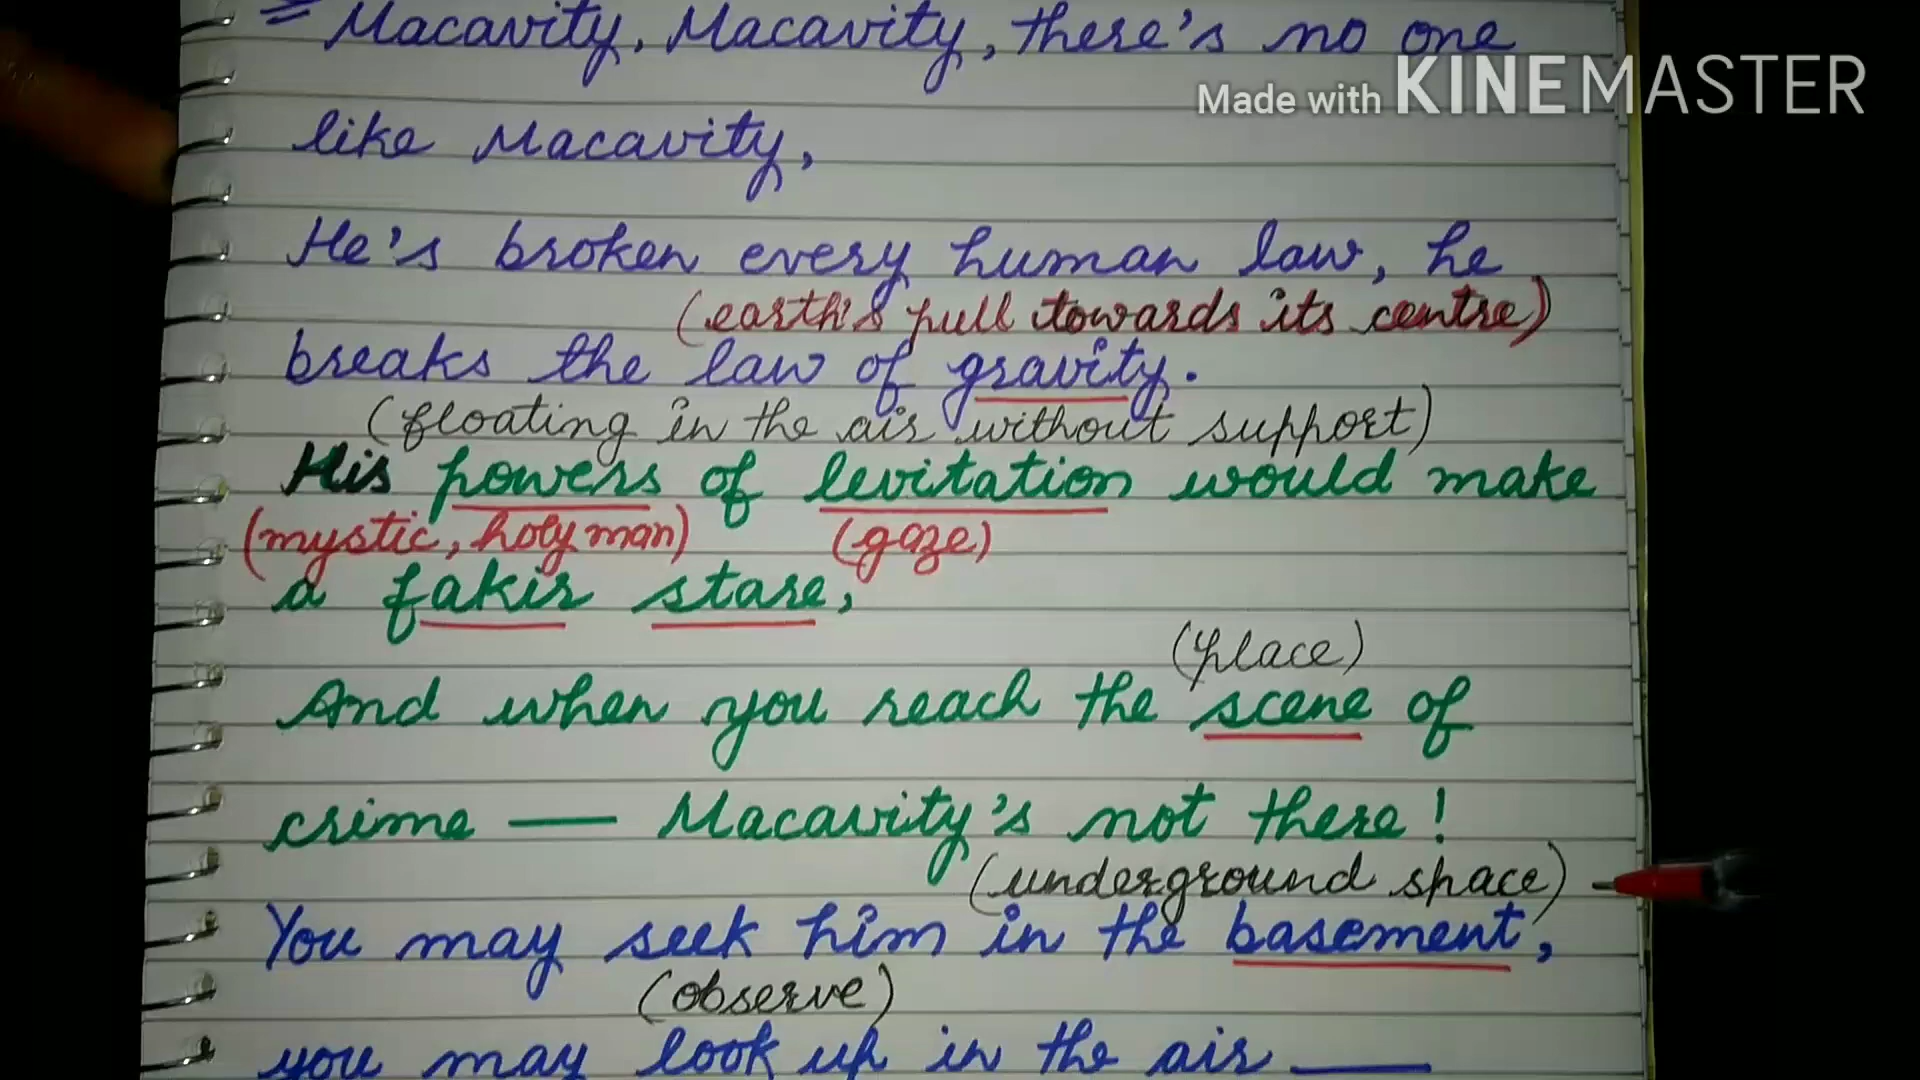 = Macavity, Macavity, there's no one
Made with KINEMASTER
like Macavity,
He's broken every human law, he
(earth's pull towards its centre)
breaks the law of gravity.
(floating in the air without support)
His powers of levitation would make
(mystic, holy man) (gaze)
a fakir stare,
(place)
And when you reach the scene of
crime — Macavity's not there!
(underground space)
You may seek him in the basement,
(observe)
you may look up in the air —